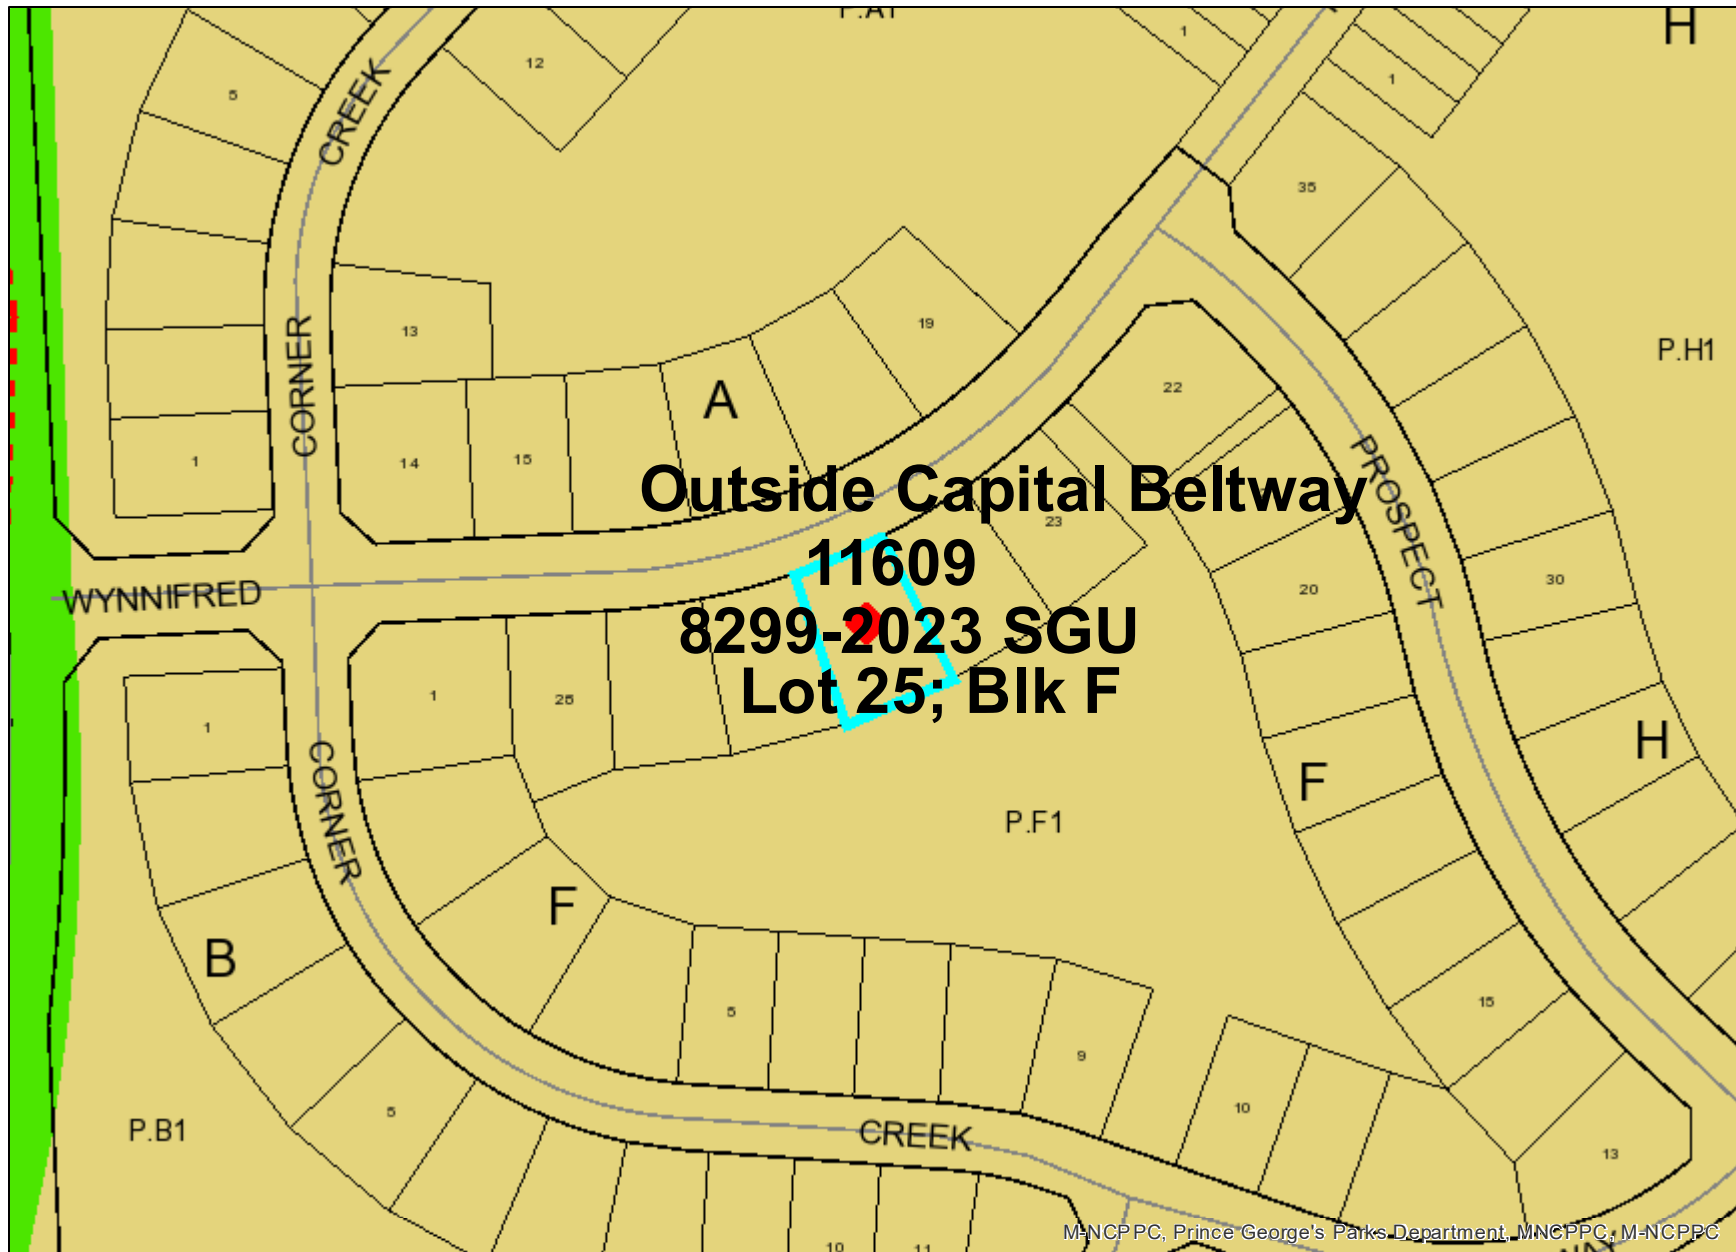 P.A1
H
1
12
1
5
CREEK
35
13
19
P.H1
CORNER
22
A
1
14
15
PROSPECT
Outside Capital Beltway
23
11609
20
30
WYNNIFRED
8299-2023 SGU
Lot 25; Blk F
1
1
28
H
F
CORNER
P.F1
F
B
5
15
9
5
10
P.B1
CREEK
13
M-NCPPC, Prince George's Parks Department, MNCPPC, M-NCPPC
10
11
WAY